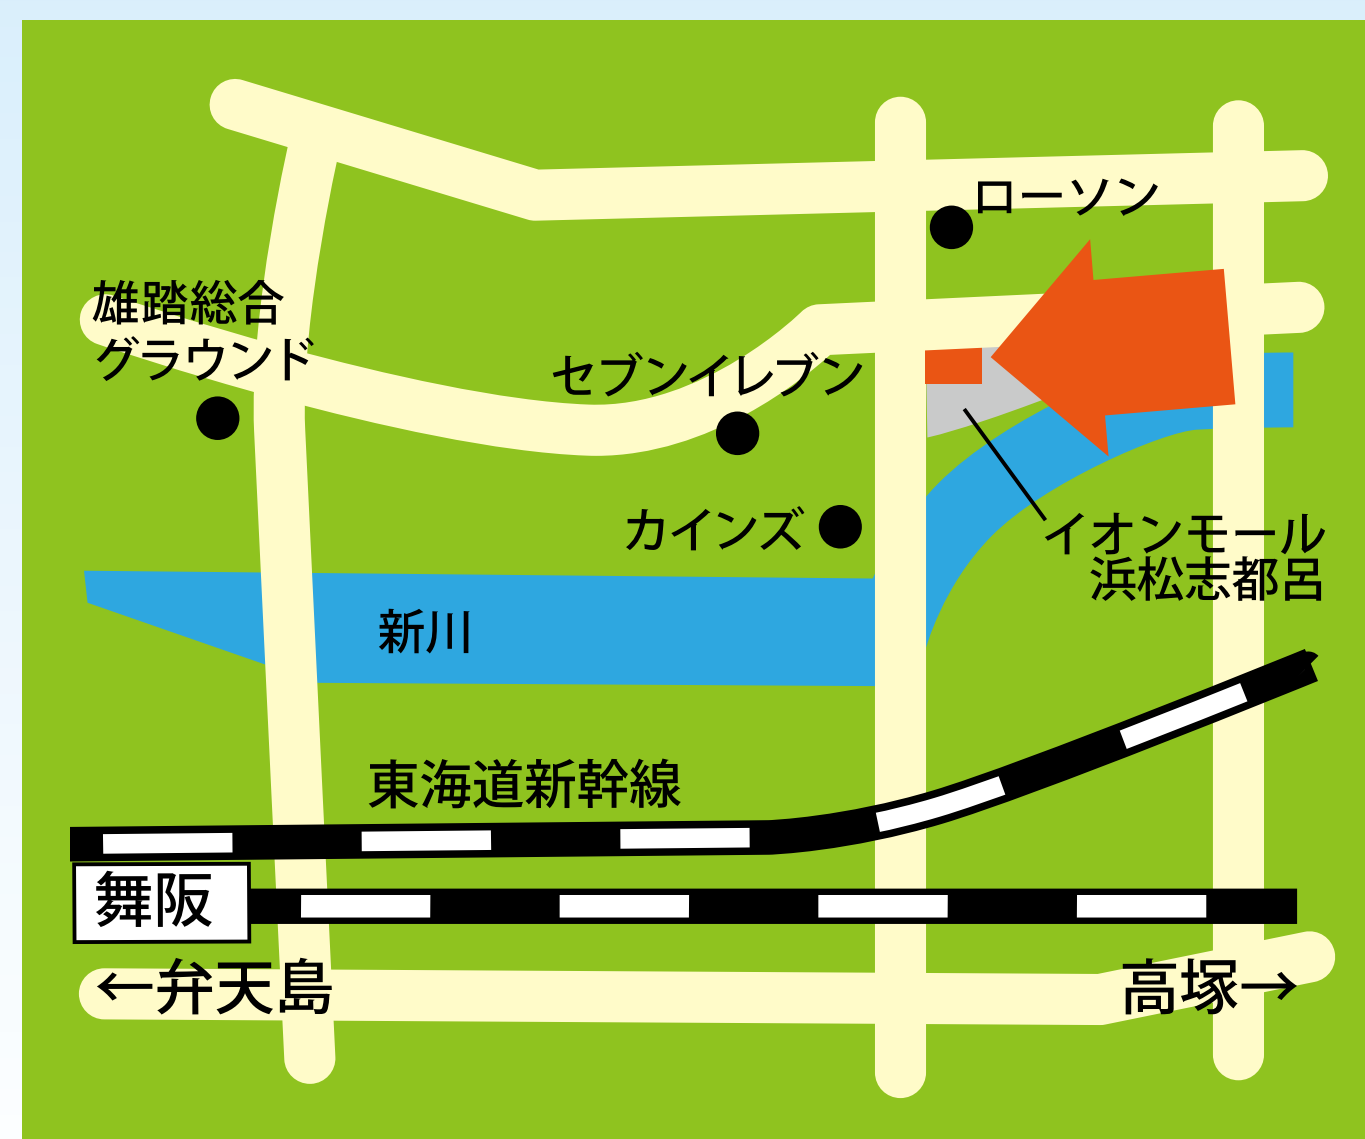 ローソン
雄踏総合
グラウンド
セブンイレブン
カインズ
イオンモール
浜松志都呂
新川
東海道新幹線
舞阪
←弁天島
高塚→